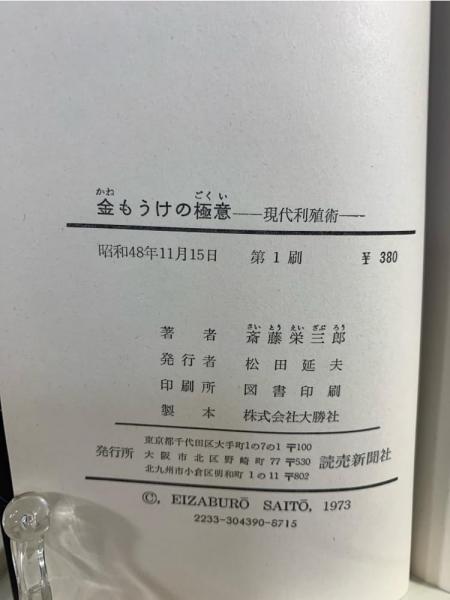 かね ごくい
金もうけの極意——現代利殖術——
昭和48年11月15日 第1刷 ¥380
さい とう えい ざぶ ろう
著者 斎藤栄三郎
発行者 松田延夫
印刷所 図書印刷
製本 株式会社大勝社
東京都千代田区大手町1の7の1 〒100
発行所 大阪市北区野崎町77 〒530 読売新聞社
北九州市小倉区明和町1の11 〒802
©, EIZABURŌ SAITŌ, 1973
2233-304390-8715